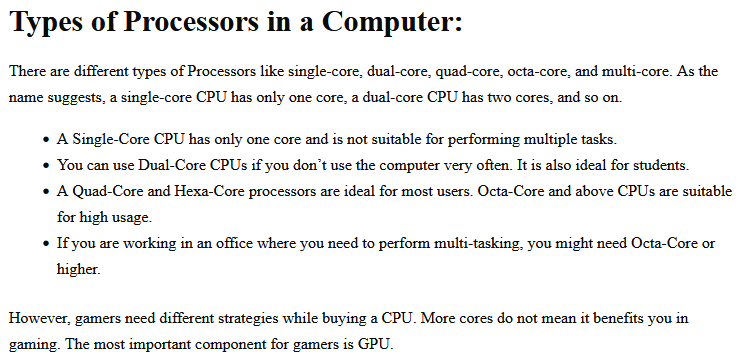 Types of Processors in a Computer:
There are different types of Processors like single-core, dual-core, quad-core, octa-core, and multi-core. As the
name suggests, a single-core CPU has only one core, a dual-core CPU has two cores, and so on.
• A Single-Core CPU has only one core and is not suitable for performing multiple tasks.
• You can use Dual-Core CPUs if you don’t use the computer very often. It is also ideal for students.
• A Quad-Core and Hexa-Core processors are ideal for most users. Octa-Core and above CPUs are suitable
for high usage.
• If you are working in an office where you need to perform multi-tasking, you might need Octa-Core or
higher.
However, gamers need different strategies while buying a CPU. More cores do not mean it benefits you in
gaming. The most important component for gamers is GPU.